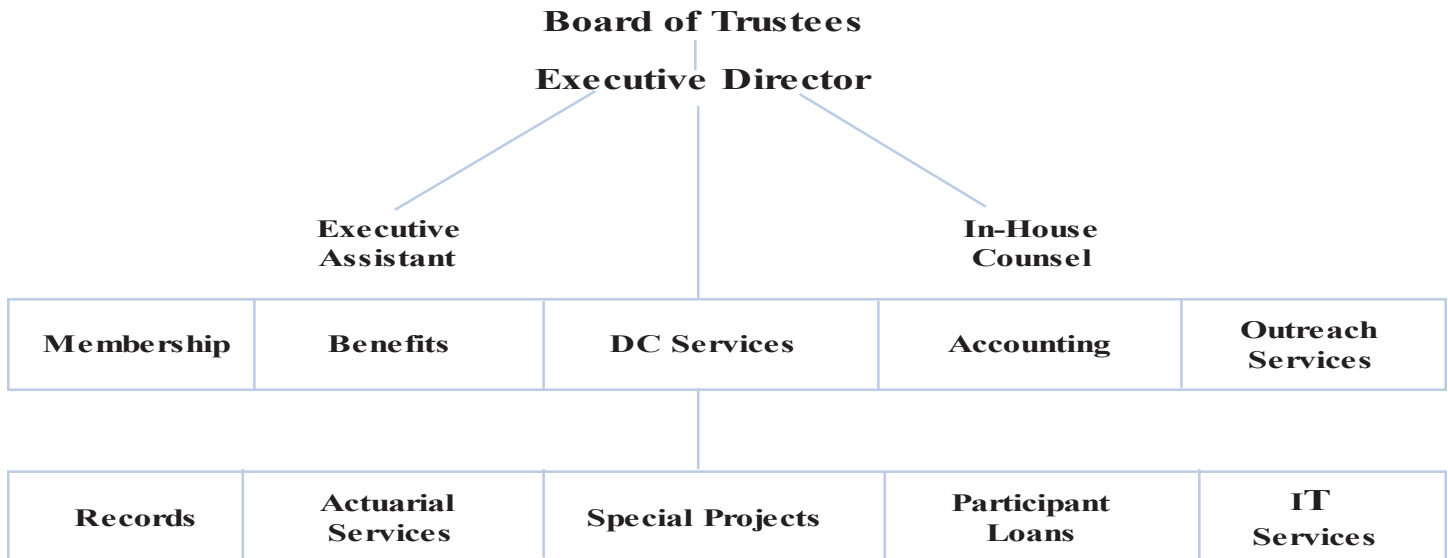 Board of Trustees
Executive Director
Executive
Assistant
In-House
Counsel
Membership
Benefits
DC Services
Accounting
Outreach
Services
Records
Actuarial
Services
Special Projects
Participant
Loans
IT
Services